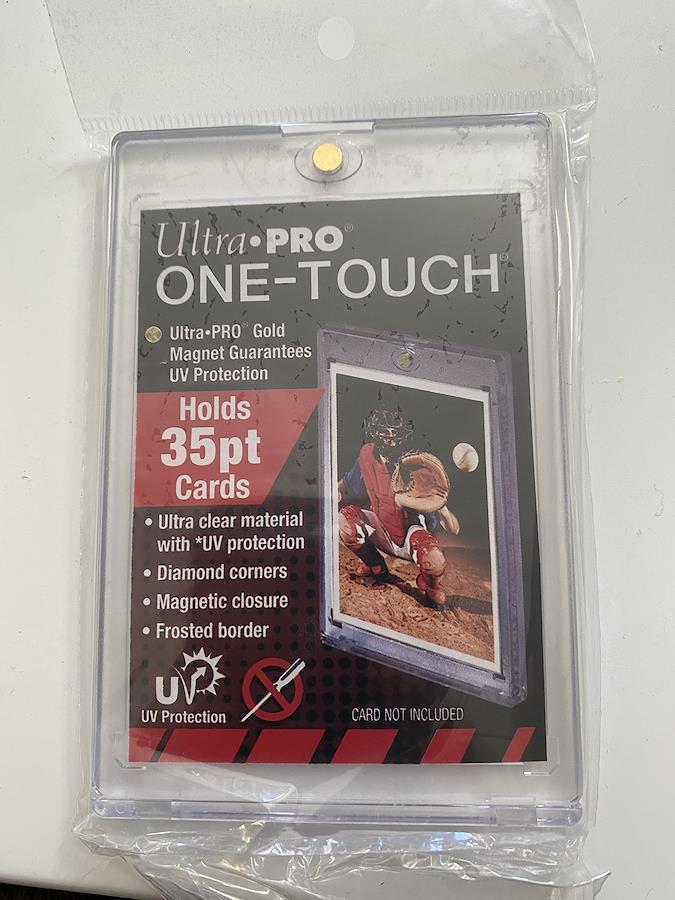 Ultra•PRO®
ONE-TOUCH®
Ultra•PRO® Gold
Magnet Guarantees
UV Protection
Holds
35pt
Cards
• Ultra clear material
with *UV protection
• Diamond corners
• Magnetic closure
• Frosted border
UV
UV Protection
CARD NOT INCLUDED